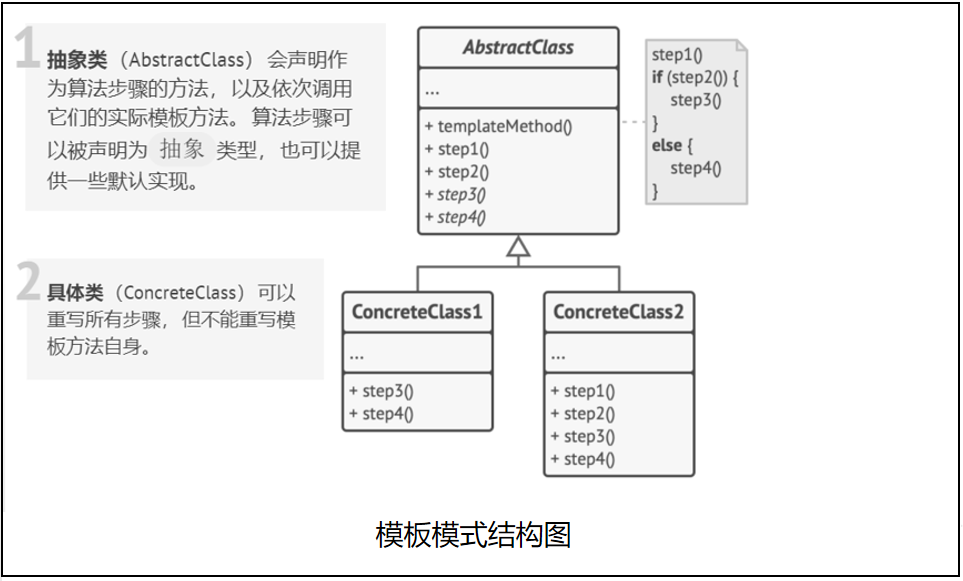 1
抽象类（AbstractClass）会声明作
为算法步骤的方法，以及依次调用
它们的实际模板方法。算法步骤可
以被声明为 抽象 类型，也可以提
供一些默认实现。
AbstractClass
...
+ templateMethod()
+ step1()
+ step2()
+ step3()
+ step4()
step1()
if (step2()) {
step3()
}
else {
step4()
}
2
具体类（ConcreteClass）可以
重写所有步骤，但不能重写模
板方法自身。
ConcreteClass1
...
+ step3()
+ step4()
ConcreteClass2
...
+ step1()
+ step2()
+ step3()
+ step4()
模板模式结构图